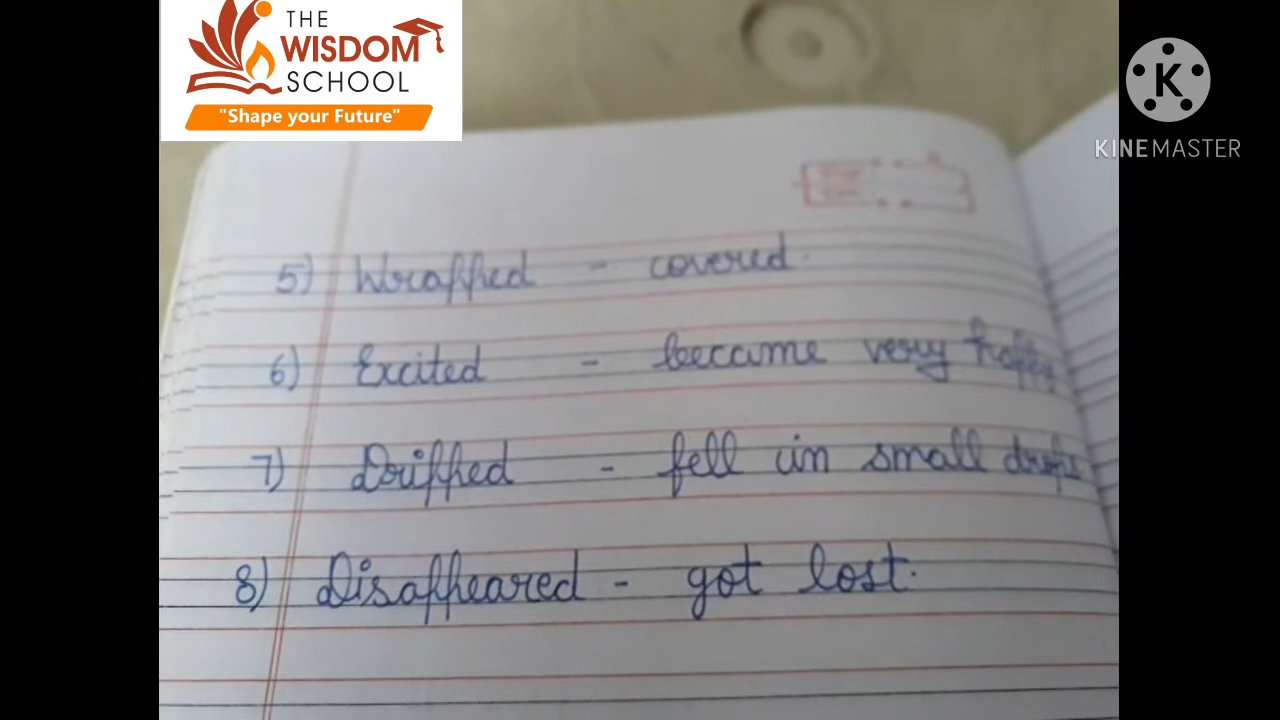 THE
WISDOM
SCHOOL
"Shape your Future"
KINEMASTER
5) Wrapped - covered.
6) Excited - became very happy
7) Dripped - fell in small drops
8) Disappeared - got lost.